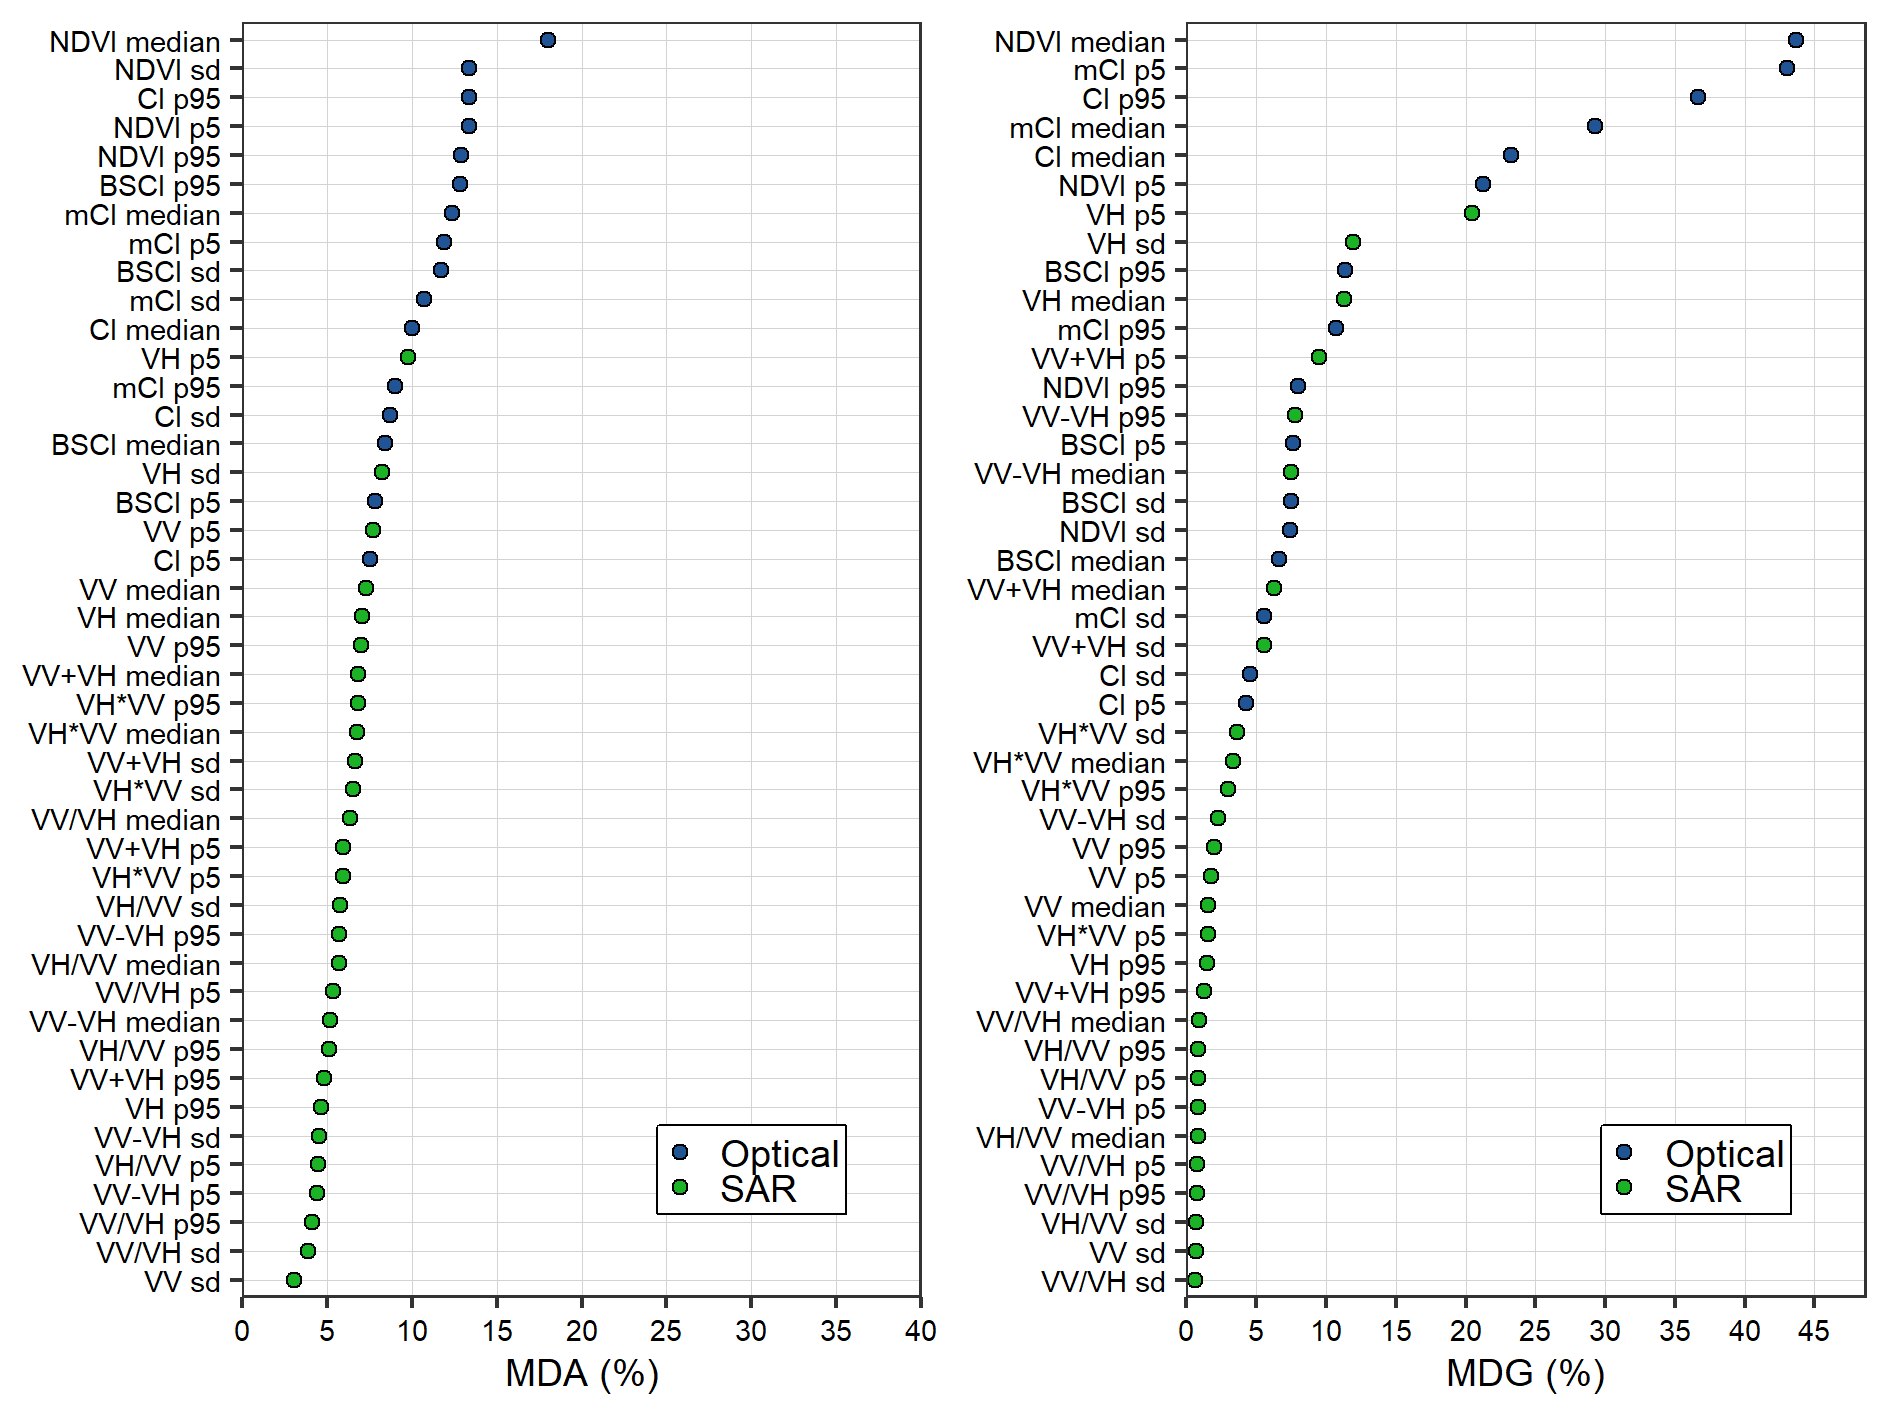 NDVI median
NDVI sd
CI p95
NDVI p5
NDVI p95
BSCI p95
mCI median
mCI p5
BSCI sd
mCI sd
CI median
VH p5
mCI p95
CI sd
BSCI median
VH sd
BSCI p5
VV p5
CI p5
VV median
VH median
VV p95
VV+VH median
VH*VV p95
VH*VV median
VV+VH sd
VH*VV sd
VV/VH median
VV+VH p5
VH*VV p5
VH/VV sd
VV-VH p95
VH/VV median
VV/VH p5
VV-VH median
VH/VV p95
VV+VH p95
VH p95
VV-VH sd
VH/VV p5
VV-VH p5
VV/VH p95
VV/VH sd
VV sd
Optical
SAR
0 5 10 15 20 25 30 35 40
MDA (%)
NDVI median
mCI p5
CI p95
mCI median
CI median
NDVI p5
VH p5
VH sd
BSCI p95
VH median
mCI p95
VV+VH p5
NDVI p95
VV-VH p95
BSCI p5
VV-VH median
BSCI sd
NDVI sd
BSCI median
VV+VH median
mCI sd
VV+VH sd
CI sd
CI p5
VH*VV sd
VH*VV median
VH*VV p95
VV-VH sd
VV p95
VV p5
VV median
VH*VV p5
VH p95
VV+VH p95
VV/VH median
VH/VV p95
VH/VV p5
VV-VH p5
VH/VV median
VV/VH p5
VV/VH p95
VH/VV sd
VV sd
VV/VH sd
Optical
SAR
0 5 10 15 20 25 30 35 40 45
MDG (%)